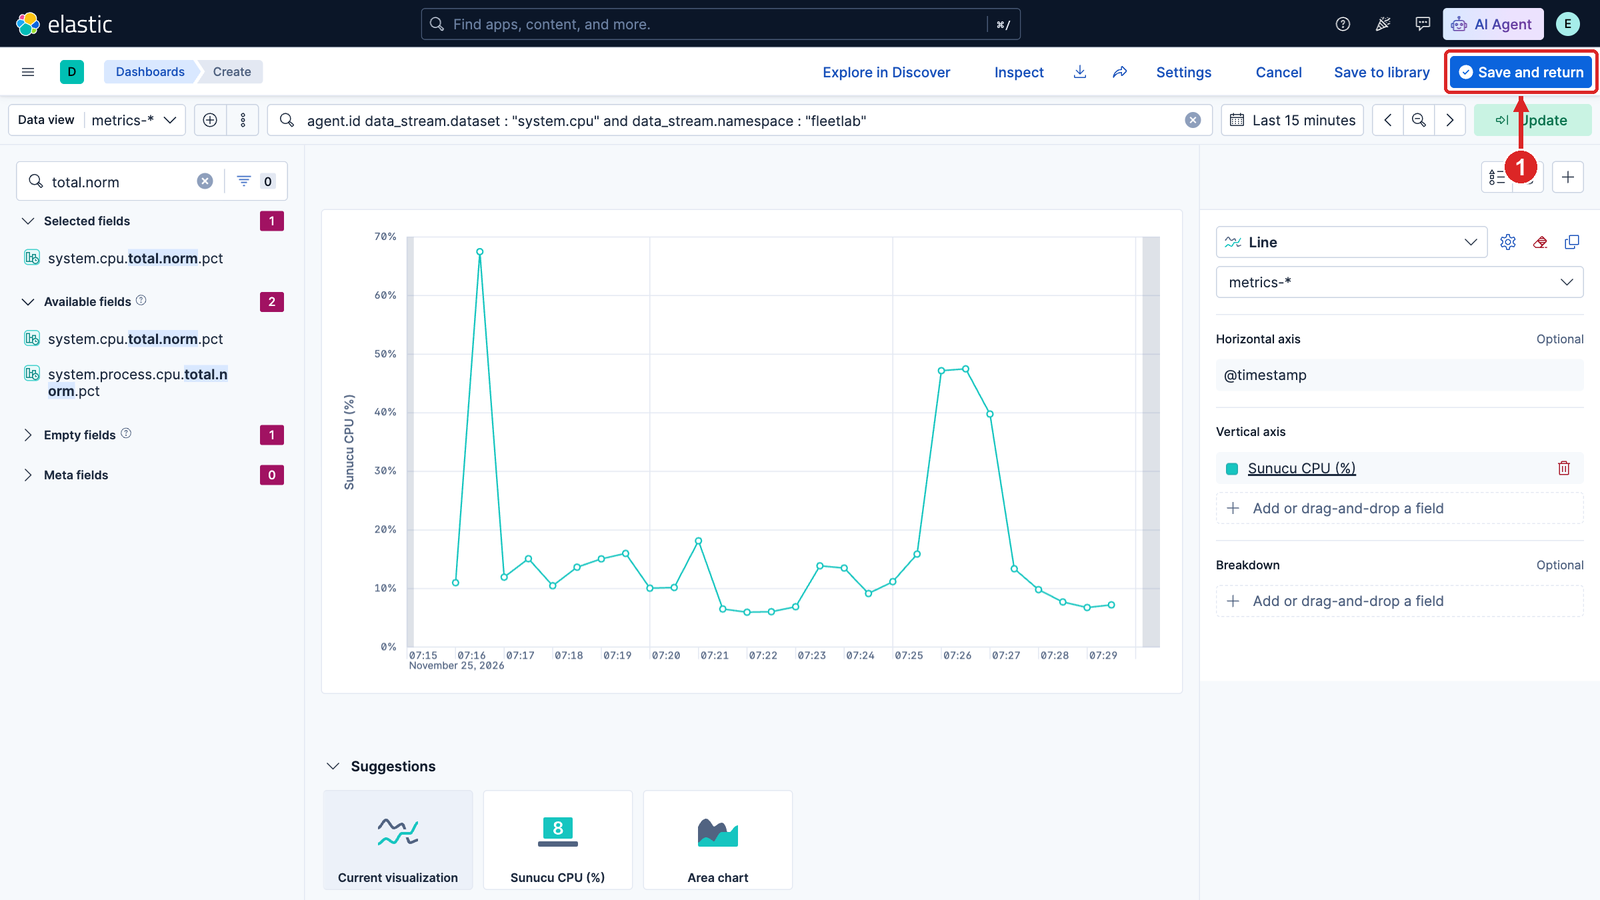 elastic
Find apps, content, and more.
⌘/
AI Agent
E
D
Dashboards
Create
Explore in Discover
Inspect
Settings
Cancel
Save to library
Save and return
Data view
metrics-*
agent.id data_stream.dataset : "system.cpu" and data_stream.namespace : "fleetlab"
Last 15 minutes
pdate
1
total.norm
0
Selected fields
1
system.cpu.total.norm.pct
Available fields
2
system.cpu.total.norm.pct
system.process.cpu.total.n
orm.pct
Empty fields
1
Meta fields
0
70%
60%
50%
40%
30%
20%
10%
0%
Sunucu CPU (%)
07:15
07:16
07:17
07:18
07:19
07:20
07:21
07:22
07:23
07:24
07:25
07:26
07:27
07:28
07:29
November 25, 2026
Line
metrics-*
Horizontal axis
Optional
@timestamp
Vertical axis
Sunucu CPU (%)
Add or drag-and-drop a field
Breakdown
Optional
Add or drag-and-drop a field
Suggestions
Current visualization
8
Sunucu CPU (%)
Area chart